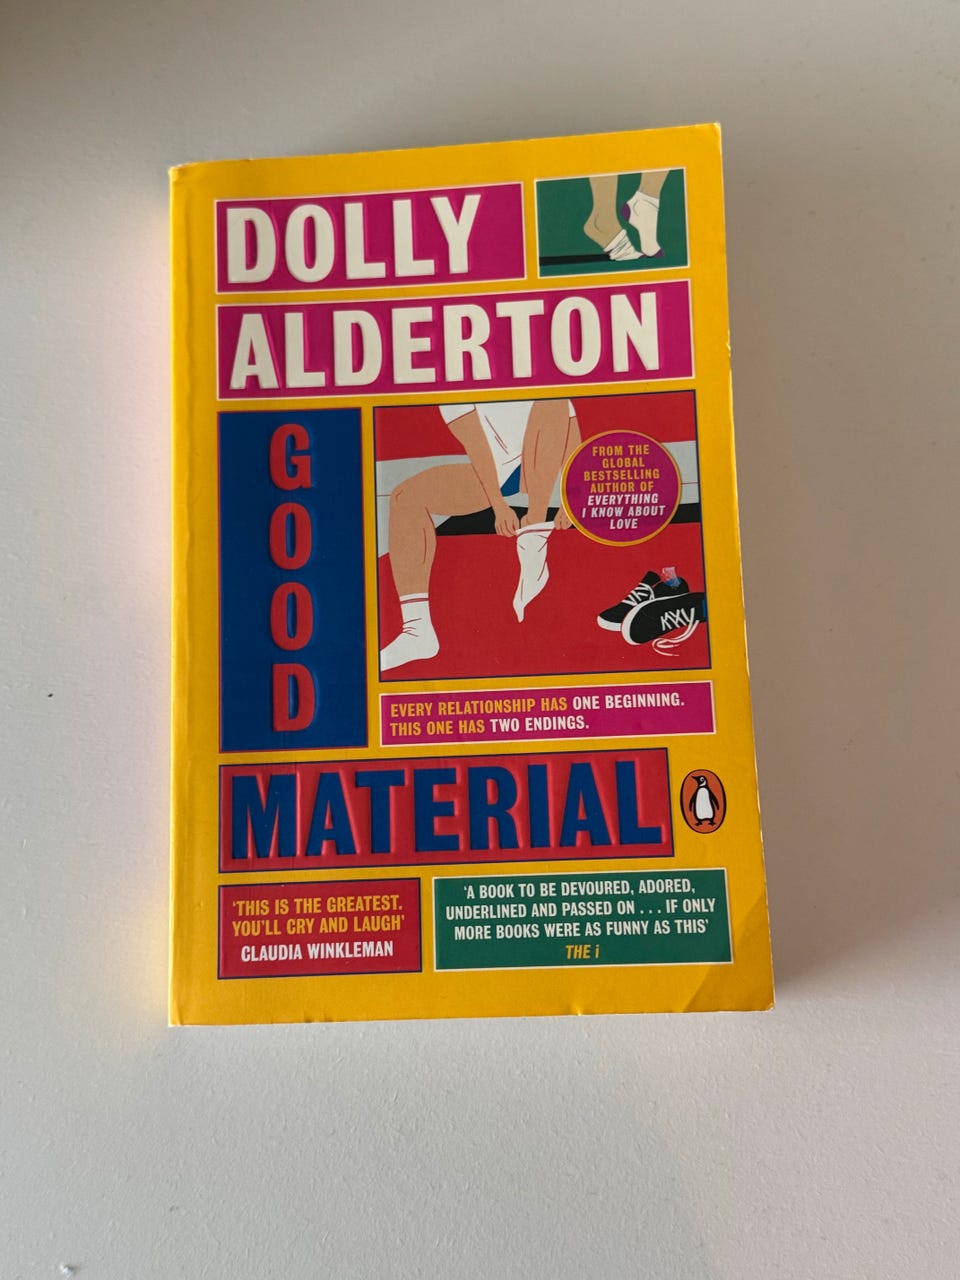 DOLLY
ALDERTON
GOOD
FROM THE
GLOBAL
BESTSELLING
AUTHOR OF
EVERYTHING
I KNOW ABOUT
LOVE
EVERY RELATIONSHIP HAS ONE BEGINNING.
THIS ONE HAS TWO ENDINGS.
MATERIAL
'THIS IS THE GREATEST.
YOU'LL CRY AND LAUGH'
CLAUDIA WINKLEMAN
'A BOOK TO BE DEVOURED, ADORED,
UNDERLINED AND PASSED ON . . . IF ONLY
MORE BOOKS WERE AS FUNNY AS THIS'
THE i